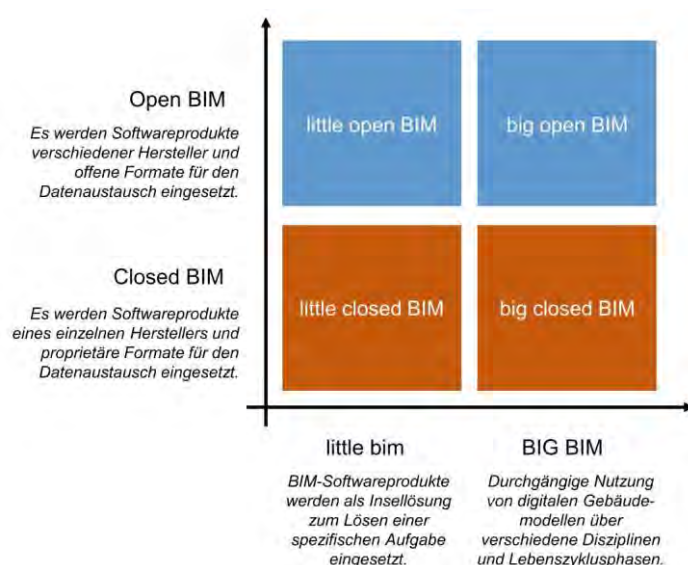 Open BIM
Es werden Softwareprodukte
verschiedener Hersteller und
offene Formate für den
Datenaustausch eingesetzt.
little open BIM
big open BIM
Closed BIM
Es werden Softwareprodukte
eines einzelnen Herstellers und
proprietäre Formate für den
Datenaustausch eingesetzt.
little closed BIM
big closed BIM
little bim
BIM-Softwareprodukte
werden als Insellösung
zum Lösen einer
spezifischen Aufgabe
eingesetzt.
BIG BIM
Durchgängige Nutzung
von digitalen Gebäude-
modellen über
verschiedene Disziplinen
und Lebenszyklusphasen.